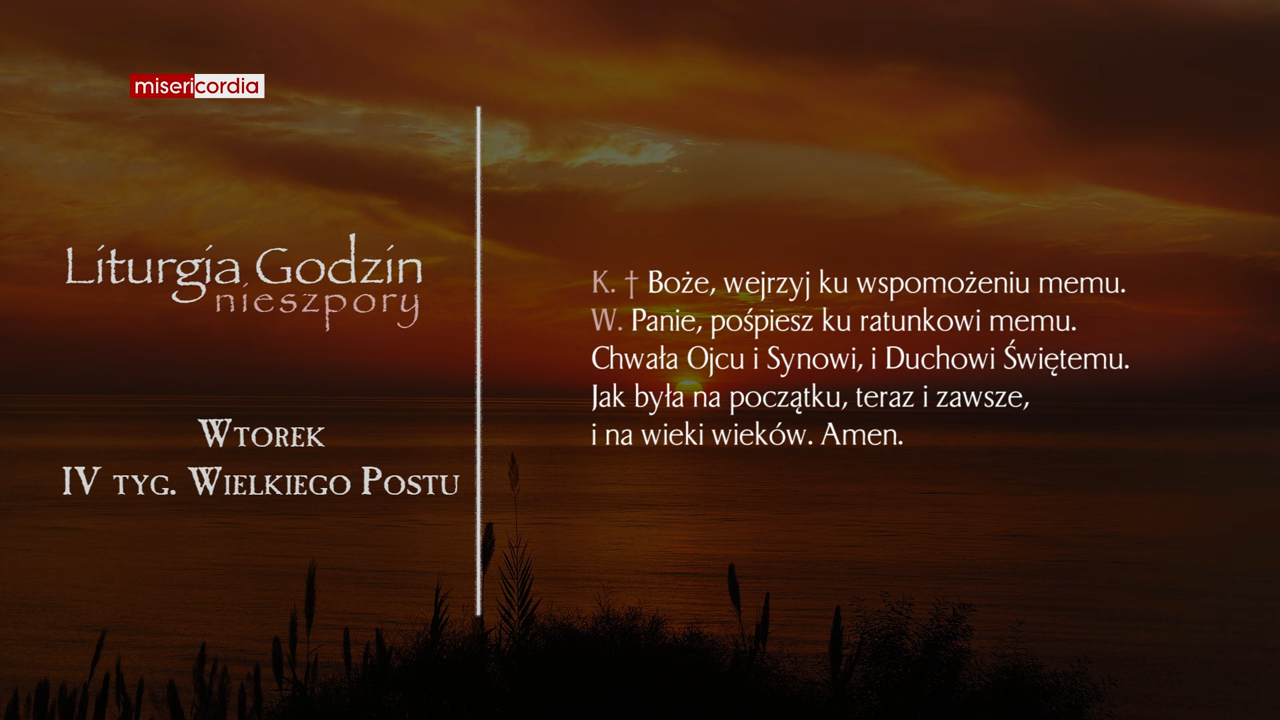 misericordia
Liturgia Godzin
nieszpory
Wtorek
IV tyg. Wielkiego Postu
K. † Boże, wejrzyj ku wspomożeniu memu.
W. Panie, pośpiesz ku ratunkowi memu.
Chwała Ojcu i Synowi, i Duchowi Świętemu.
Jak była na początku, teraz i zawsze,
i na wieki wieków. Amen.